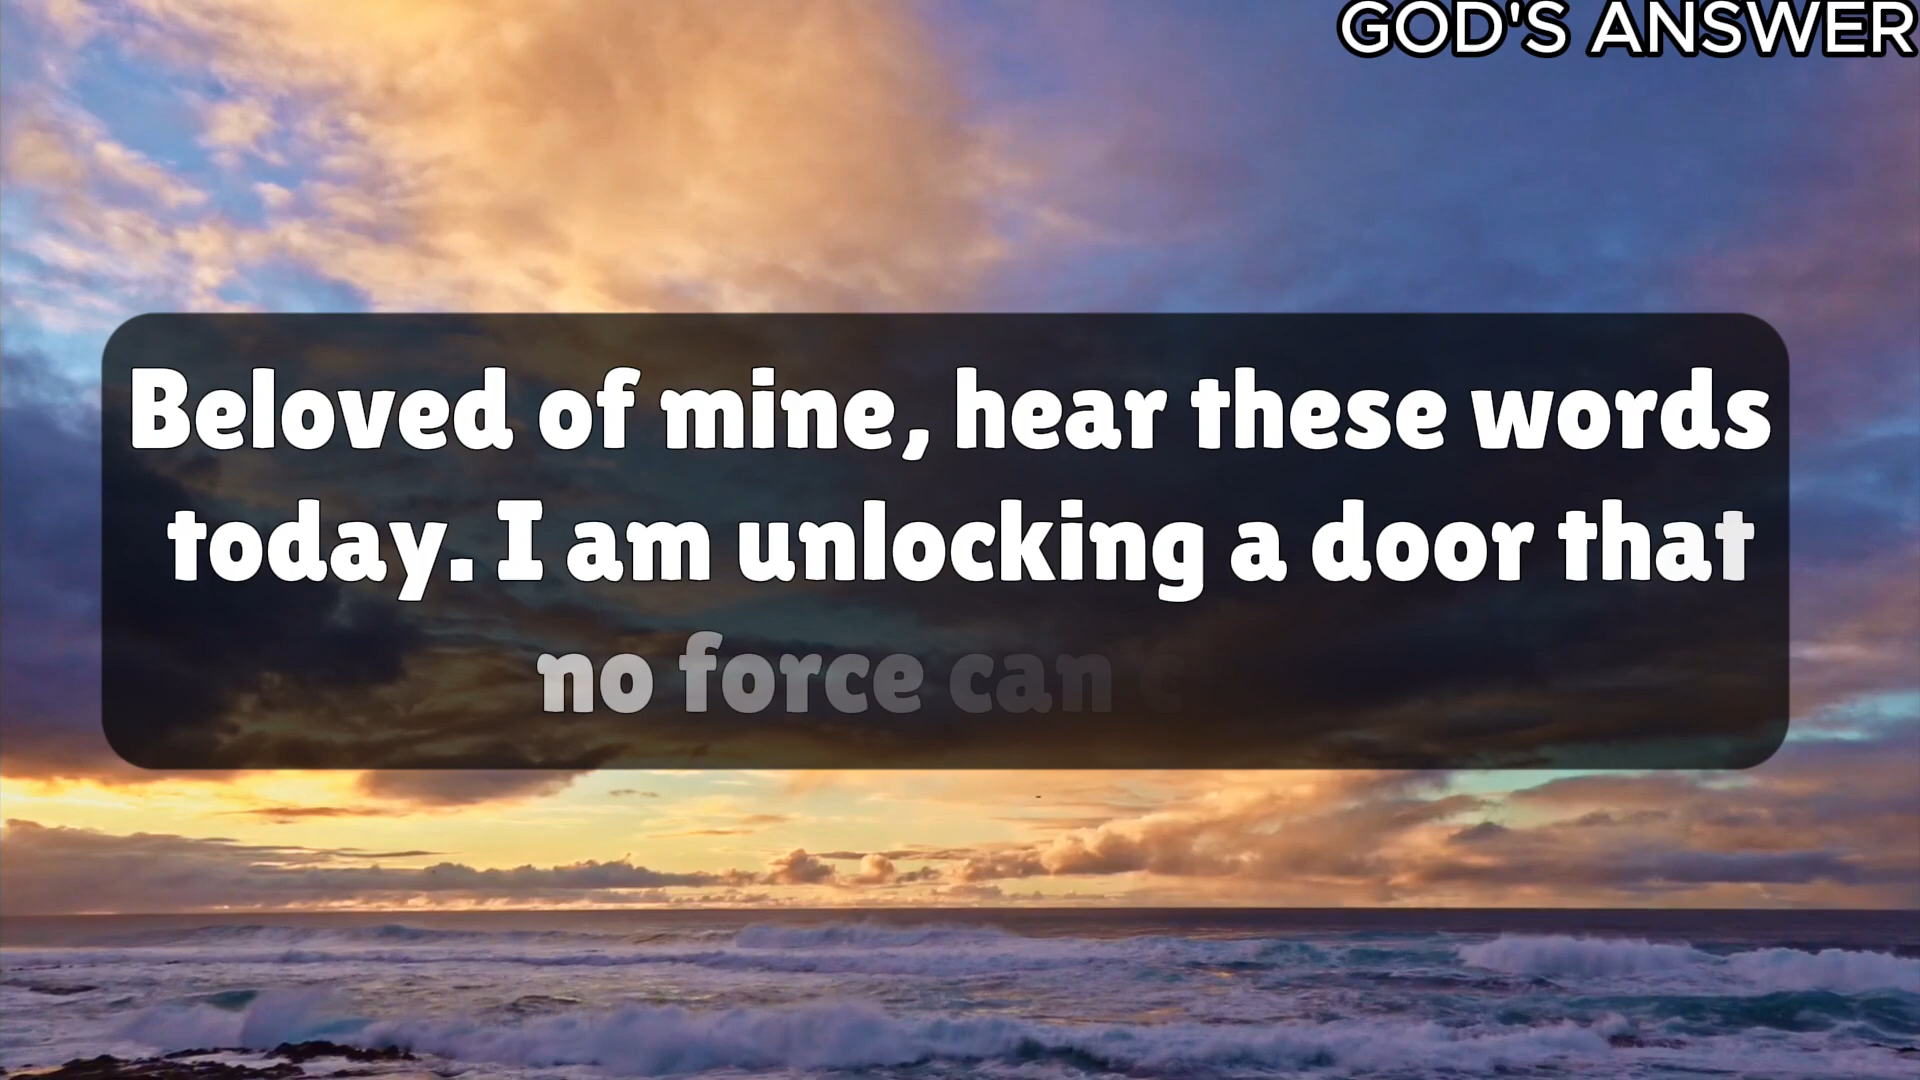 GOD'S ANSWER
Beloved of mine, hear these words
today. I am unlocking a door that
no force can